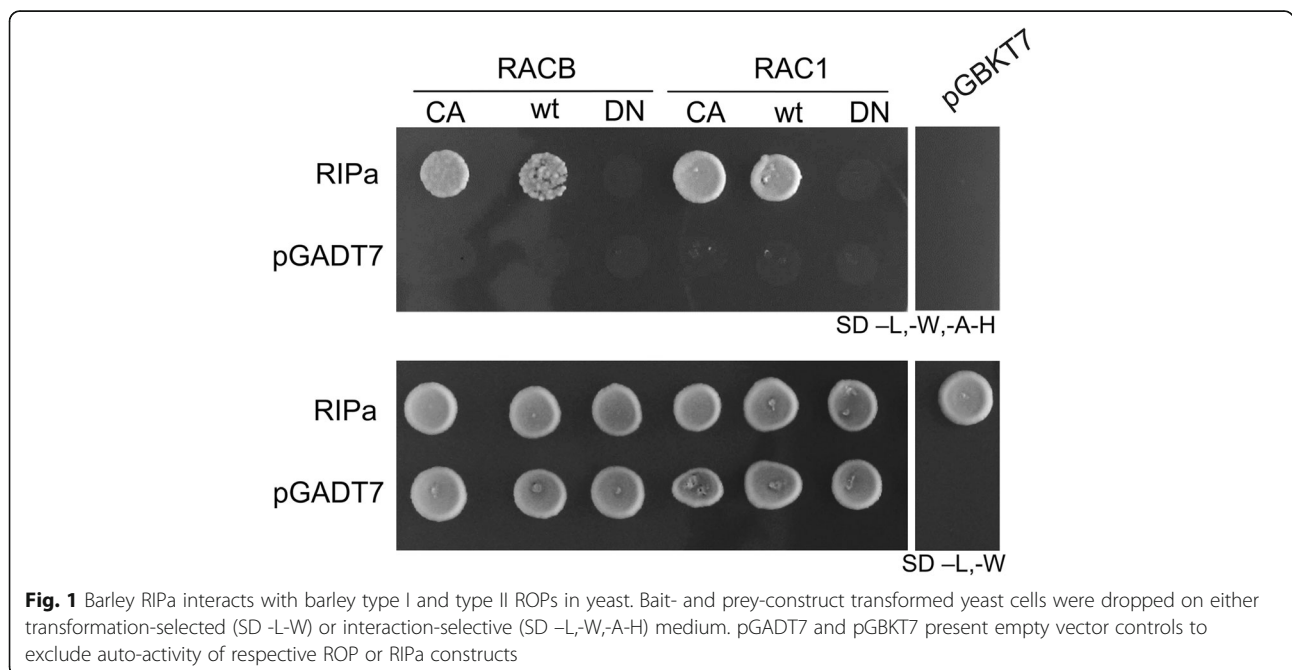 RACB RAC1 pGBKT7
CA wt DN CA wt DN
RIPa
pGADT7
SD –L,-W,-A-H
RIPa
pGADT7
SD –L,-W
Fig. 1 Barley RIPa interacts with barley type I and type II ROPs in yeast. Bait- and prey-construct transformed yeast cells were dropped on either
transformation-selected (SD -L-W) or interaction-selective (SD –L,-W,-A-H) medium. pGADT7 and pGBKT7 present empty vector controls to
exclude auto-activity of respective ROP or RIPa constructs